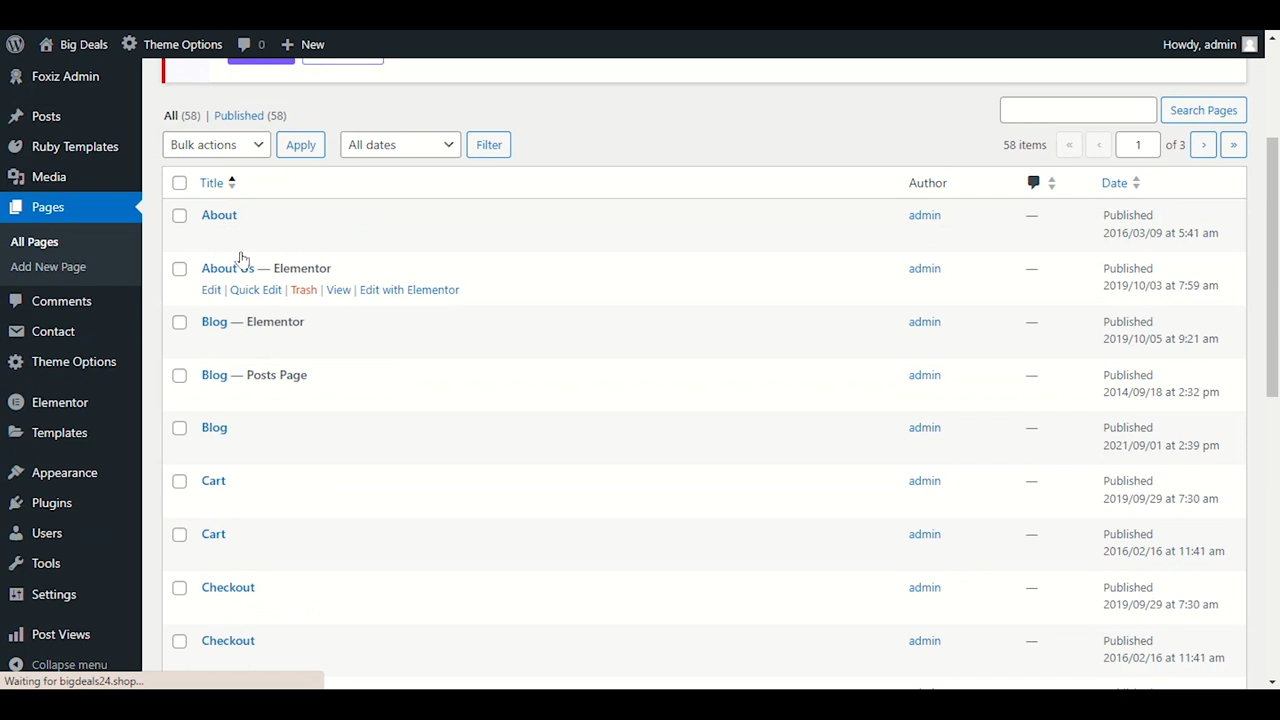 Big Deals Theme Options 0 New Howdy, admin
Foxiz Admin
Posts
Ruby Templates
Media
Pages
All Pages
Add New Page
Comments
Contact
Theme Options
Elementor
Templates
Appearance
Plugins
Users
Tools
Settings
Post Views
Collapse menu
Waiting for bigdeals24.shop...
All (58) | Published (58)
Search Pages
Bulk actions Apply All dates Filter 58 items « ‹ 1 of 3 › »
Title Author Date
About admin — Published
2016/03/09 at 5:41 am
About Us — Elementor admin — Published
2019/10/03 at 7:59 am
Edit | Quick Edit | Trash | View | Edit with Elementor
Blog — Elementor admin — Published
2019/10/05 at 9:21 am
Blog — Posts Page admin — Published
2014/09/18 at 2:32 pm
Blog admin — Published
2021/09/01 at 2:39 pm
Cart admin — Published
2019/09/29 at 7:30 am
Cart admin — Published
2016/02/16 at 11:41 am
Checkout admin — Published
2019/09/29 at 7:30 am
Checkout admin — Published
2016/02/16 at 11:41 am